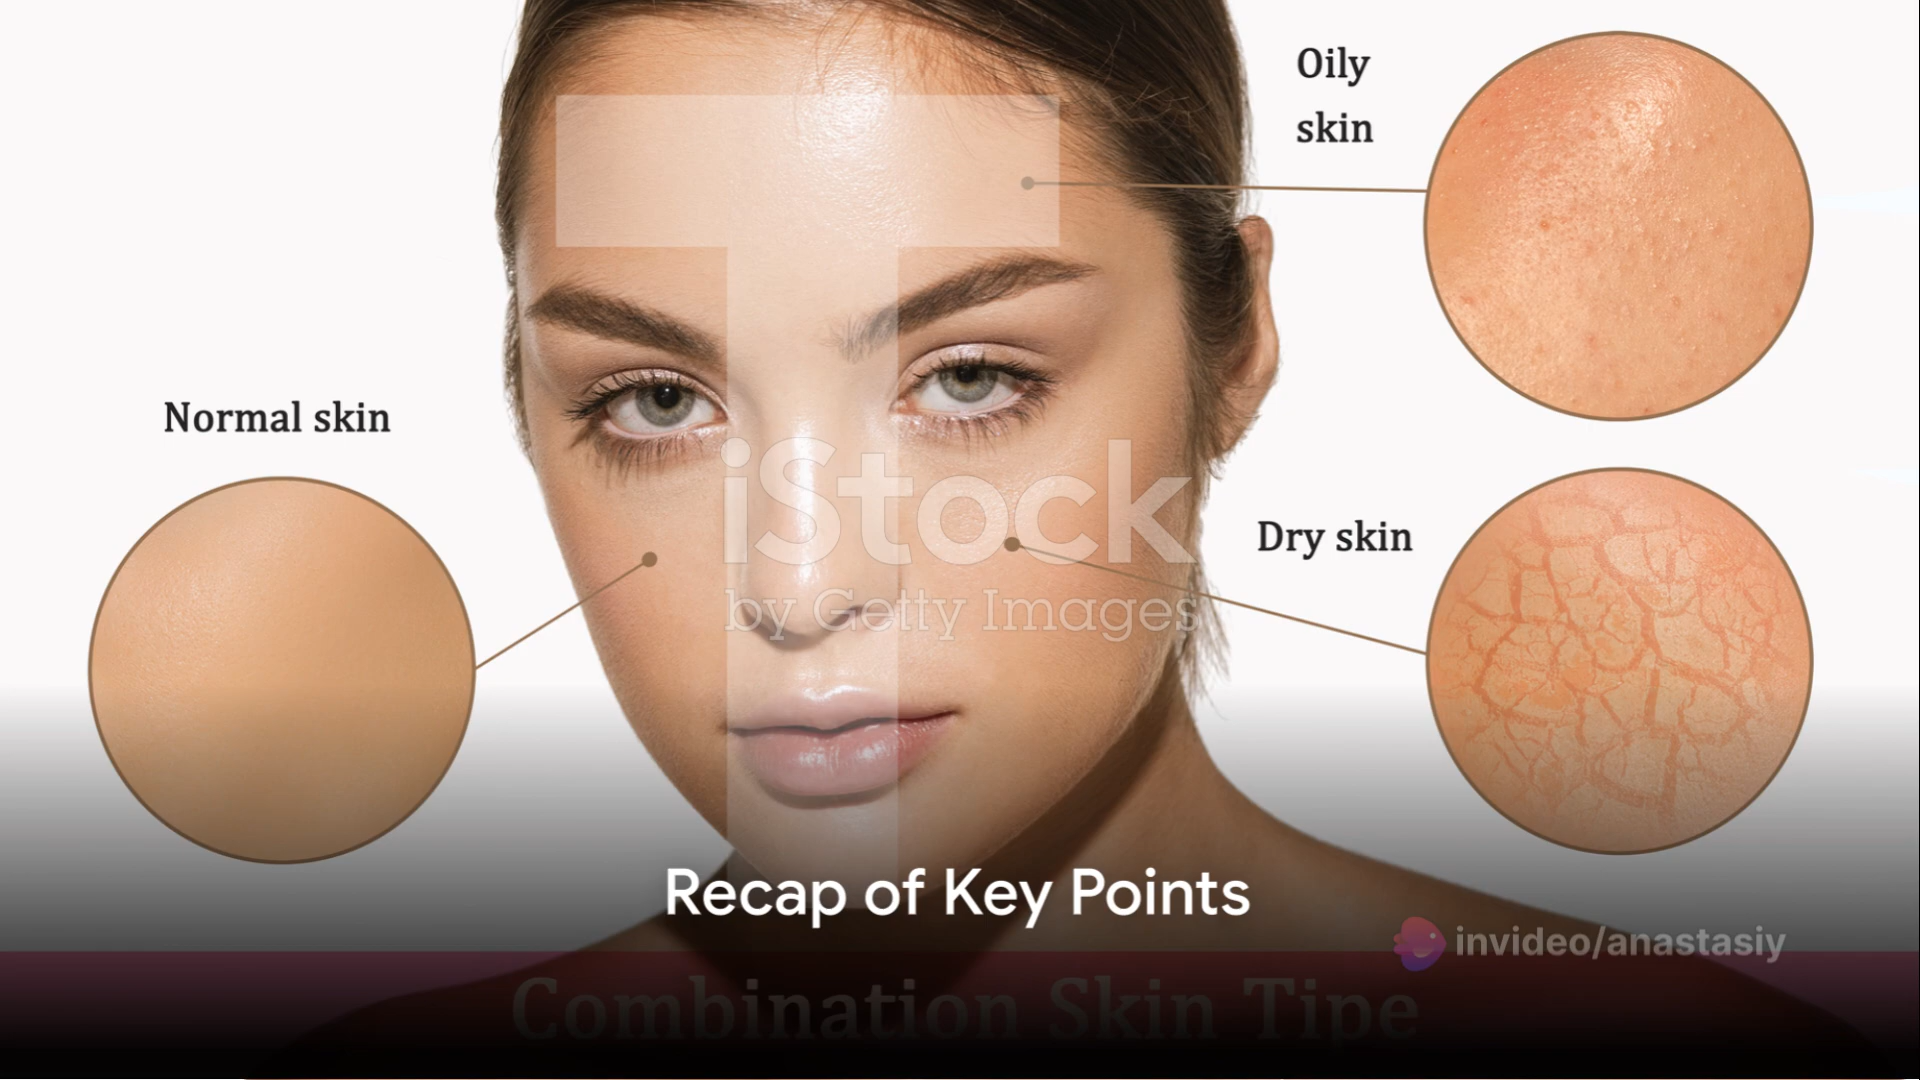 Oily
skin
Normal skin
iStock
by Getty Images
Dry skin
Recap of Key Points
invideo/anastasiy
Combination Skin Tipe